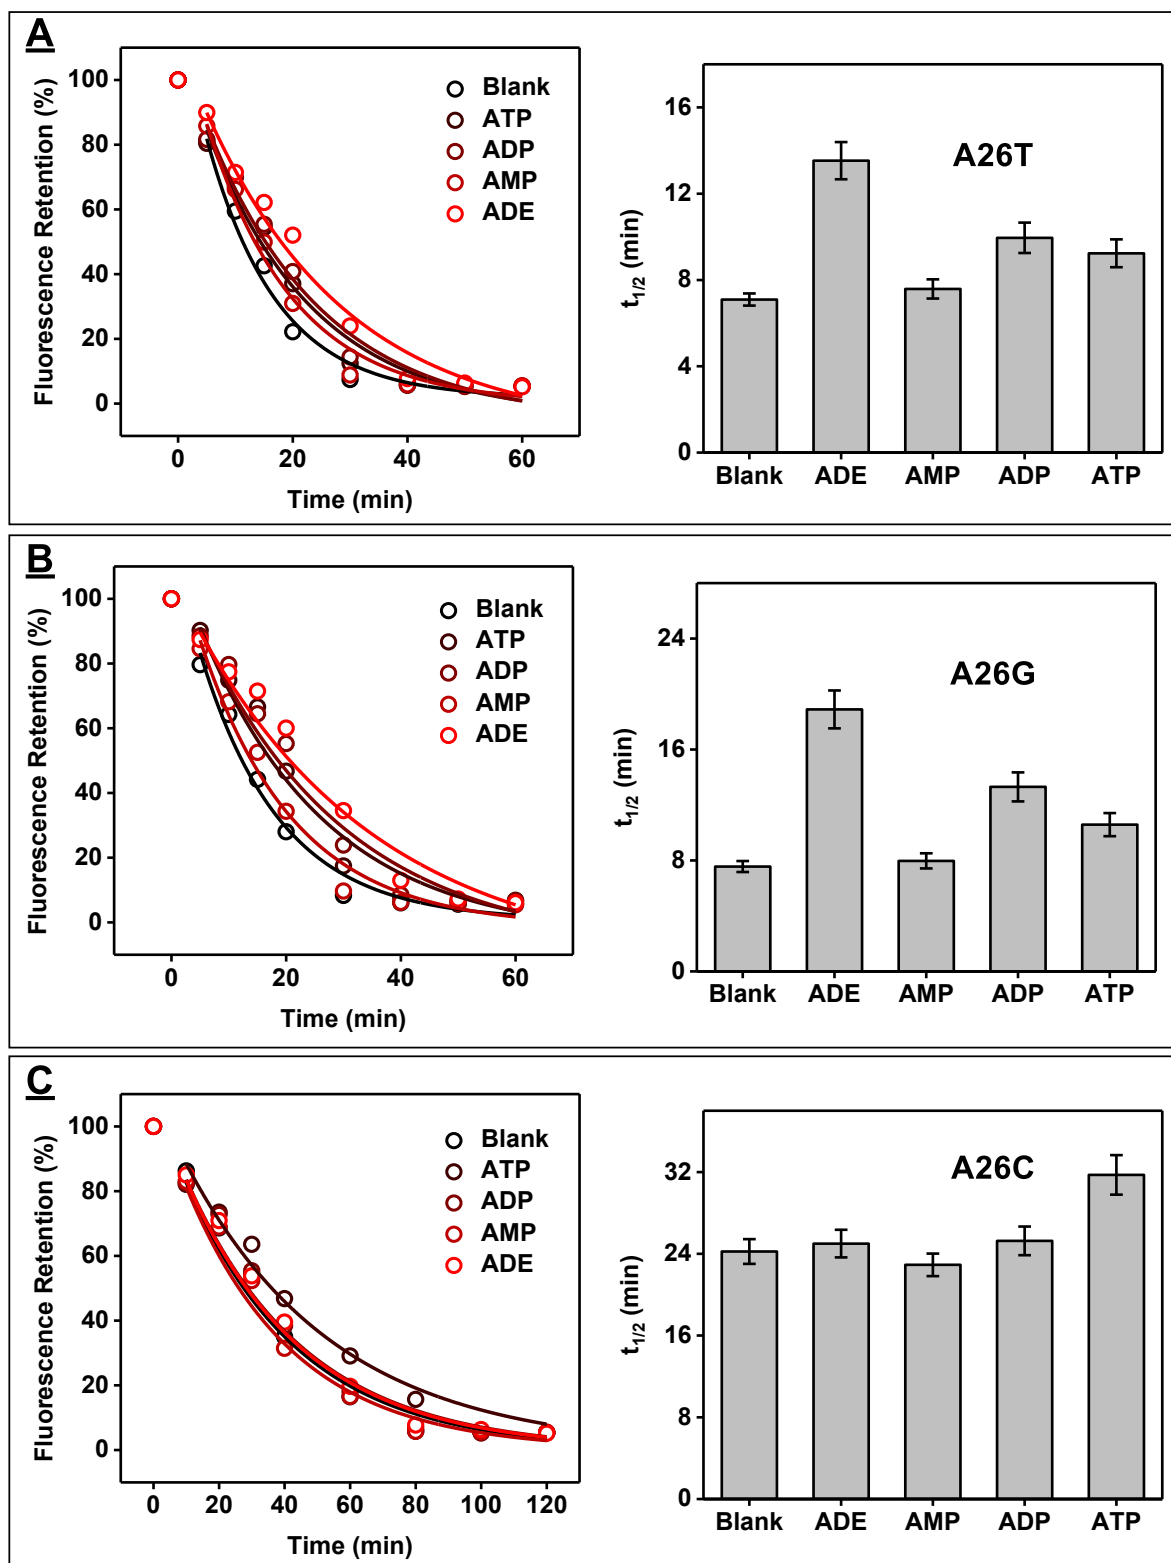 A
Fluorescence Retention (%)
100
80
60
40
20
0
0 20 40 60
Time (min)
Blank
ATP
ADP
AMP
ADE
t1/2 (min)
16
12
8
4
0
A26T
Blank ADE AMP ADP ATP
B
Fluorescence Retention (%)
100
80
60
40
20
0
0 20 40 60
Time (min)
Blank
ATP
ADP
AMP
ADE
t1/2 (min)
24
16
8
0
A26G
Blank ADE AMP ADP ATP
C
Fluorescence Retention (%)
100
80
60
40
20
0
0 20 40 60 80 100 120
Time (min)
Blank
ATP
ADP
AMP
ADE
t1/2 (min)
32
24
16
8
0
A26C
Blank ADE AMP ADP ATP